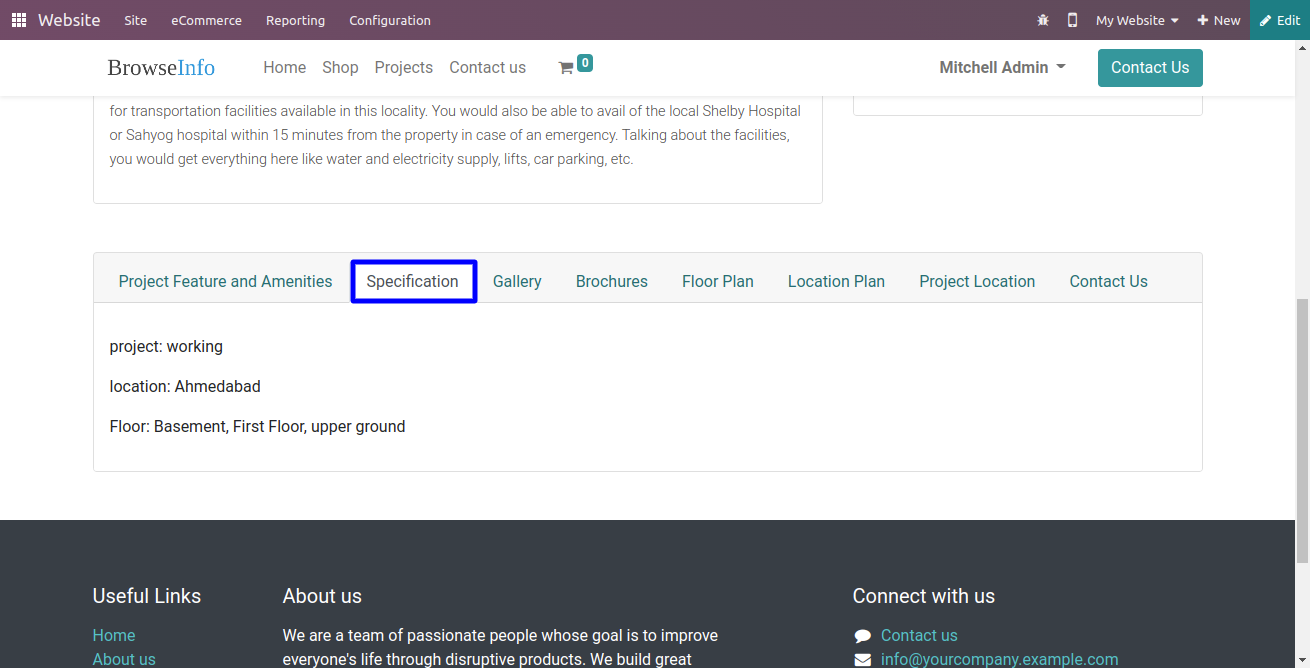 Website Site eCommerce Reporting Configuration My Website New Edit
BrowseInfo Home Shop Projects Contact us 0 Mitchell Admin Contact Us
for transportation facilities available in this locality. You would also be able to avail of the local Shelby Hospital
or Sahyog hospital within 15 minutes from the property in case of an emergency. Talking about the facilities,
you would get everything here like water and electricity supply, lifts, car parking, etc.
Project Feature and Amenities Specification Gallery Brochures Floor Plan Location Plan Project Location Contact Us
project: working
location: Ahmedabad
Floor: Basement, First Floor, upper ground
Useful Links
Home
About us
About us
We are a team of passionate people whose goal is to improve
everyone's life through disruptive products. We build great
Connect with us
Contact us
info@yourcompany.example.com